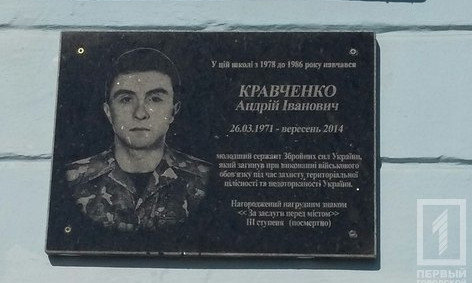 У цій школі з 1978 до 1986 року навчався
КРАВЧЕНКО
Андрій Іванович
26.03.1971 - вересень 2014
молодший сержант Збройних сил України,
який загинув при виконанні військового
обов'язку під час захисту територіальної
цілісності та недоторканості України.
Нагороджений нагрудним знаком
<< За заслуги перед містом>>
III ступеня (посмертно)
1
ПЕРВЫЙ